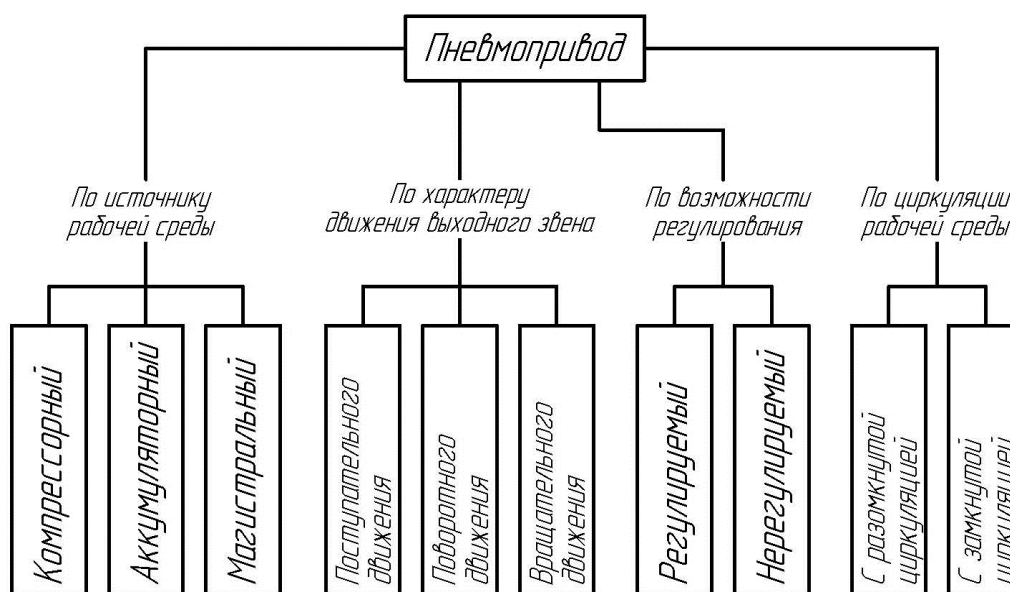 Пневмопривод
По источнику
рабочей среды
По характеру
движения выходного звена
По возможности
регулирования
По циркуляции
рабочей среды
Компрессорный
Аккумуляторный
Магистральный
Поступательного
движения
Поворотного
движения
Вращательного
движения
Регулируемый
Нерегулируемый
С разомкнутой
циркуляцией
С замкнутой
циркуляцией